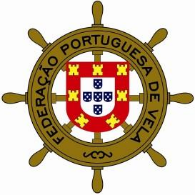 FEDERAÇÃO PORTUGUESA DE VELA